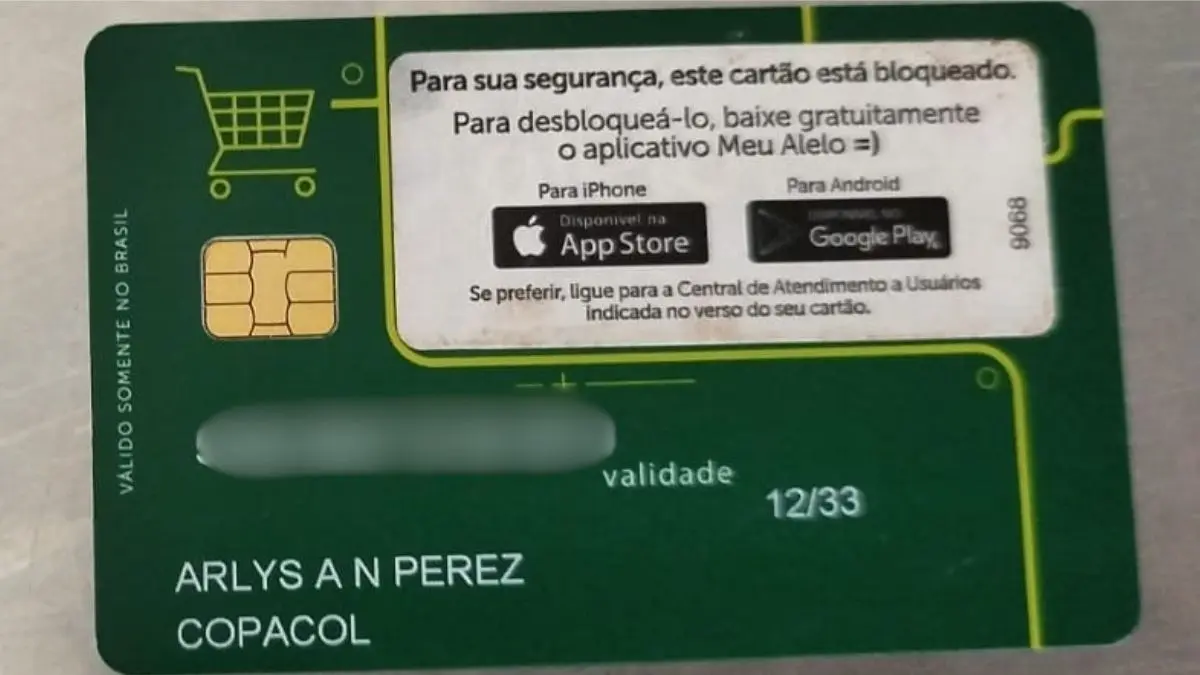 Para sua segurança, este cartão está bloqueado.
Para desbloqueá-lo, baixe gratuitamente
o aplicativo Meu Alelo =)
Para iPhone
Disponível na
App Store
Para Android
DISPONÍVEL NO
Google Play
9068
Se preferir, ligue para a Central de Atendimento a Usuários
indicada no verso do seu cartão.
VÁLIDO SOMENTE NO BRASIL
validade
12/33
ARLYS A N PEREZ
COPACOL